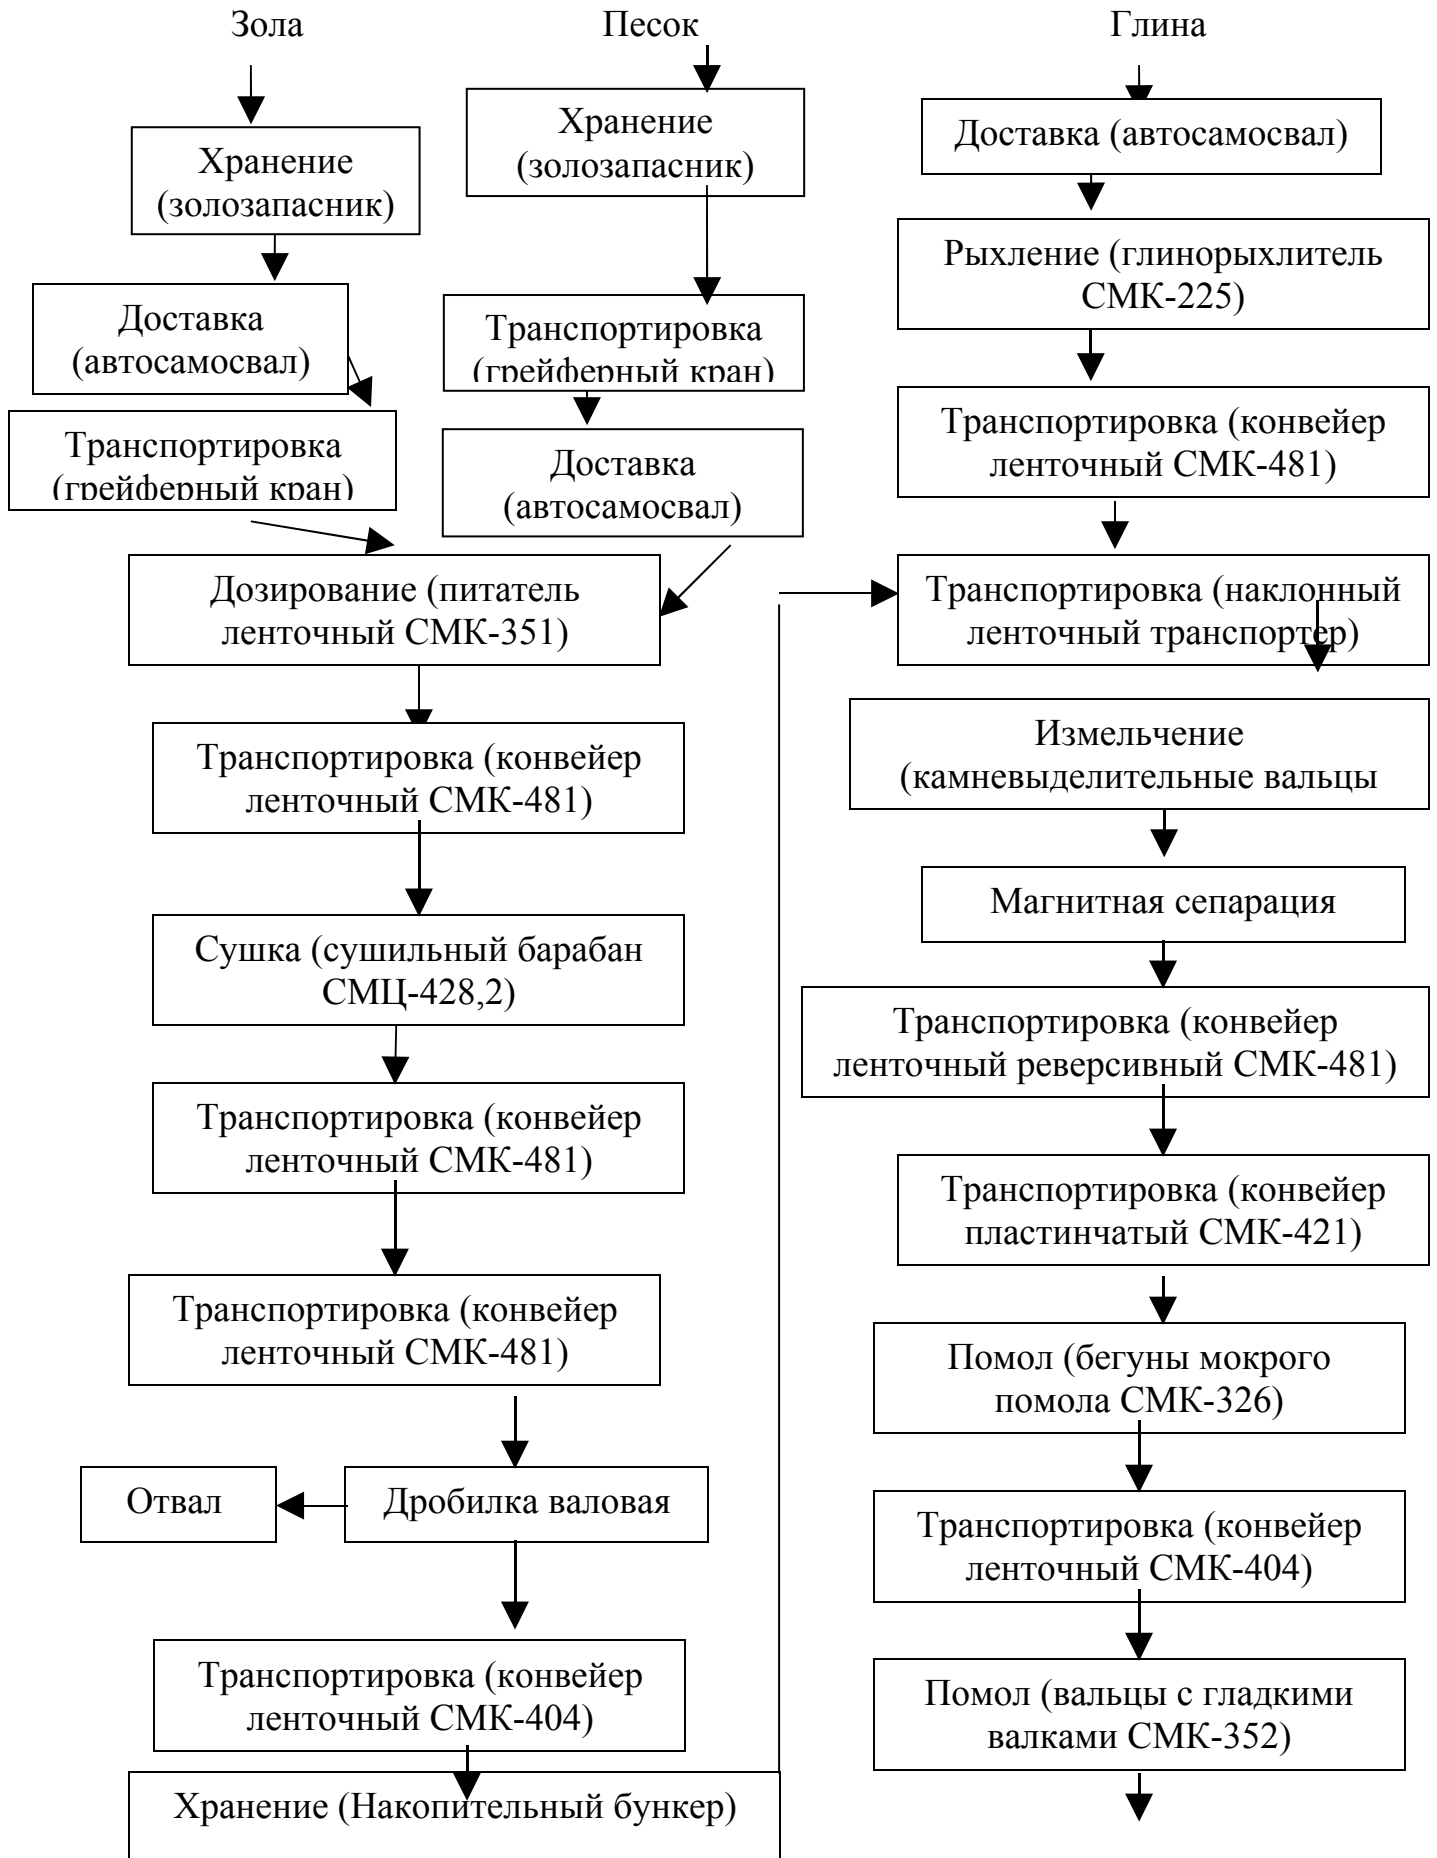 Зола
Песок
Глина
Хранение
(золозапасник)
Доставка
(автосамосвал)
Транспортировка
(грейферный кран)
Хранение
(золозапасник)
Транспортировка
(грейферный кран)
Доставка
(автосамосвал)
Дозирование (питатель
ленточный СМК-351)
Транспортировка (конвейер
ленточный СМК-481)
Сушка (сушильный барабан
СМЦ-428,2)
Транспортировка (конвейер
ленточный СМК-481)
Транспортировка (конвейер
ленточный СМК-481)
Отвал
Дробилка валовая
Транспортировка (конвейер
ленточный СМК-404)
Хранение (Накопительный бункер)
Доставка (автосамосвал)
Рыхление (глинорыхлитель
СМК-225)
Транспортировка (конвейер
ленточный СМК-481)
Транспортировка (наклонный
ленточный транспортер)
Измельчение
(камневыделительные вальцы
Магнитная сепарация
Транспортировка (конвейер
ленточный реверсивный СМК-481)
Транспортировка (конвейер
пластинчатый СМК-421)
Помол (бегуны мокрого
помола СМК-326)
Транспортировка (конвейер
ленточный СМК-404)
Помол (вальцы с гладкими
валками СМК-352)